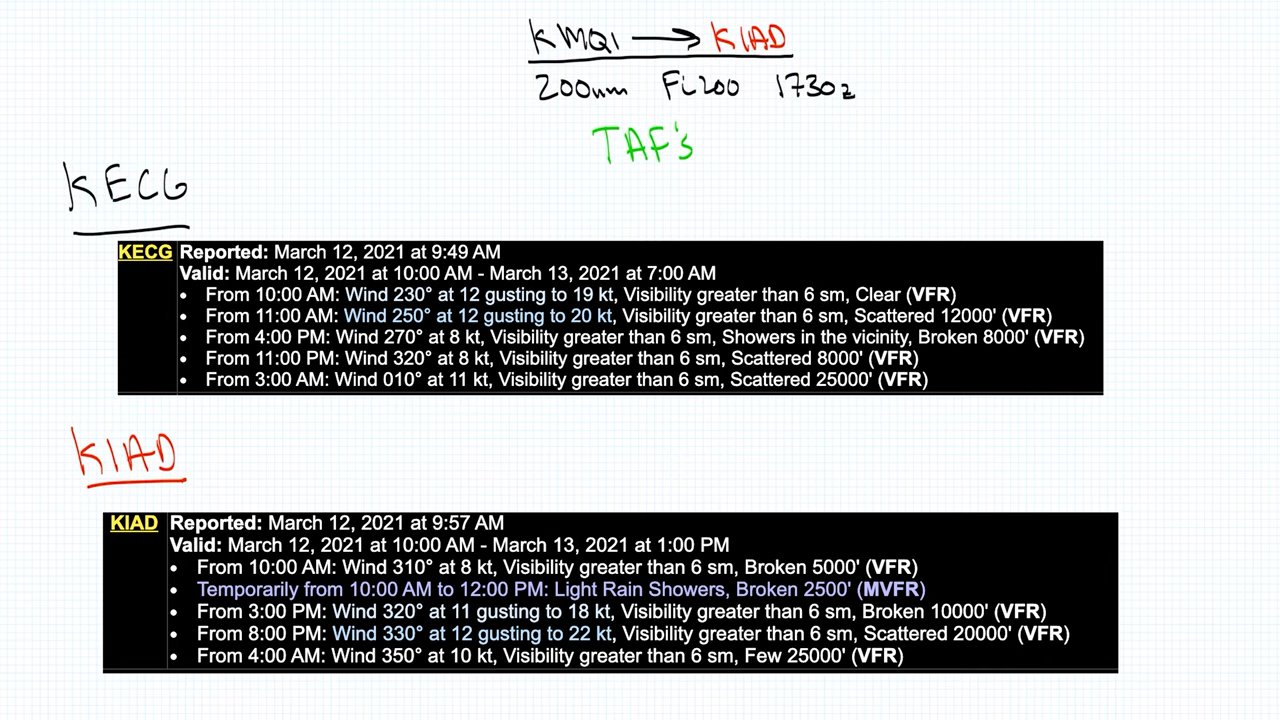 KMQI → KIAD
200nm FL200 1730z
TAF's
KECG
KECG Reported: March 12, 2021 at 9:49 AM
Valid: March 12, 2021 at 10:00 AM - March 13, 2021 at 7:00 AM
• From 10:00 AM: Wind 230° at 12 gusting to 19 kt, Visibility greater than 6 sm, Clear (VFR)
• From 11:00 AM: Wind 250° at 12 gusting to 20 kt, Visibility greater than 6 sm, Scattered 12000' (VFR)
• From 4:00 PM: Wind 270° at 8 kt, Visibility greater than 6 sm, Showers in the vicinity, Broken 8000' (VFR)
• From 11:00 PM: Wind 320° at 8 kt, Visibility greater than 6 sm, Scattered 8000' (VFR)
• From 3:00 AM: Wind 010° at 11 kt, Visibility greater than 6 sm, Scattered 25000' (VFR)
KIAD
KIAD Reported: March 12, 2021 at 9:57 AM
Valid: March 12, 2021 at 10:00 AM - March 13, 2021 at 1:00 PM
• From 10:00 AM: Wind 310° at 8 kt, Visibility greater than 6 sm, Broken 5000' (VFR)
• Temporarily from 10:00 AM to 12:00 PM: Light Rain Showers, Broken 2500' (MVFR)
• From 3:00 PM: Wind 320° at 11 gusting to 18 kt, Visibility greater than 6 sm, Broken 10000' (VFR)
• From 8:00 PM: Wind 330° at 12 gusting to 22 kt, Visibility greater than 6 sm, Scattered 20000' (VFR)
• From 4:00 AM: Wind 350° at 10 kt, Visibility greater than 6 sm, Few 25000' (VFR)